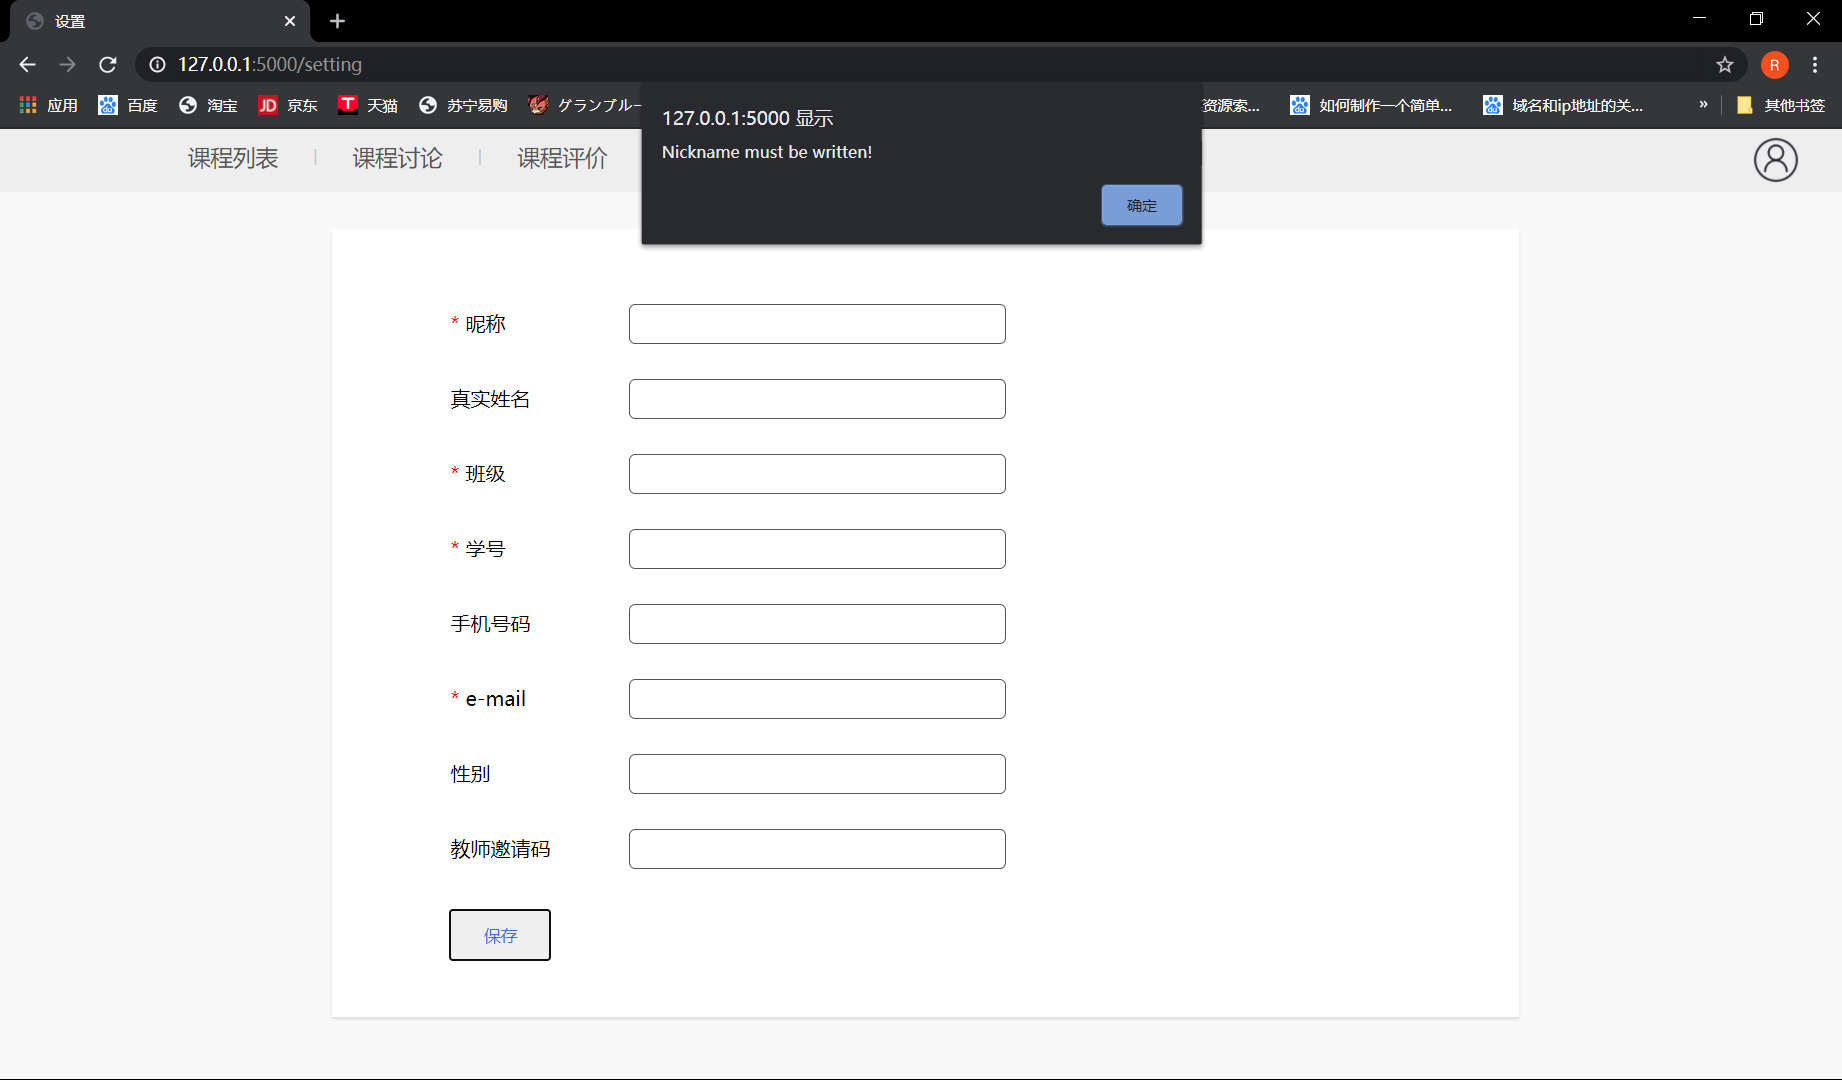 设置
127.0.0.1:5000/setting
R
应用 百度 淘宝 JD 京东 T 天猫 苏宁易购 グランブルー 资源索... 如何制作一个简单... 域名和ip地址的关... » 其他书签
127.0.0.1:5000 显示
Nickname must be written!
确定
课程列表 | 课程讨论 | 课程评价
* 昵称
真实姓名
* 班级
* 学号
手机号码
* e-mail
性别
教师邀请码
保存